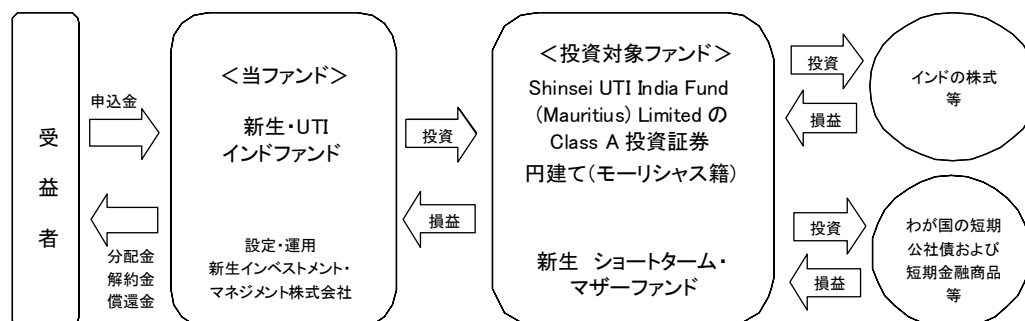 受
益
者
申込金
分配金
解約金
償還金
＜当ファンド＞
新生・UTI
インドファンド
設定・運用
新生インベストメント・
マネジメント株式会社
投資
損益
＜投資対象ファンド＞
Shinsei UTI India Fund
(Mauritius) Limited の
Class A 投資証券
円建て(モーリシャス籍)
新生 ショートターム・
マザーファンド
投資
損益
インドの株式
等
投資
損益
わが国の短期
公社債および
短期金融商品
等